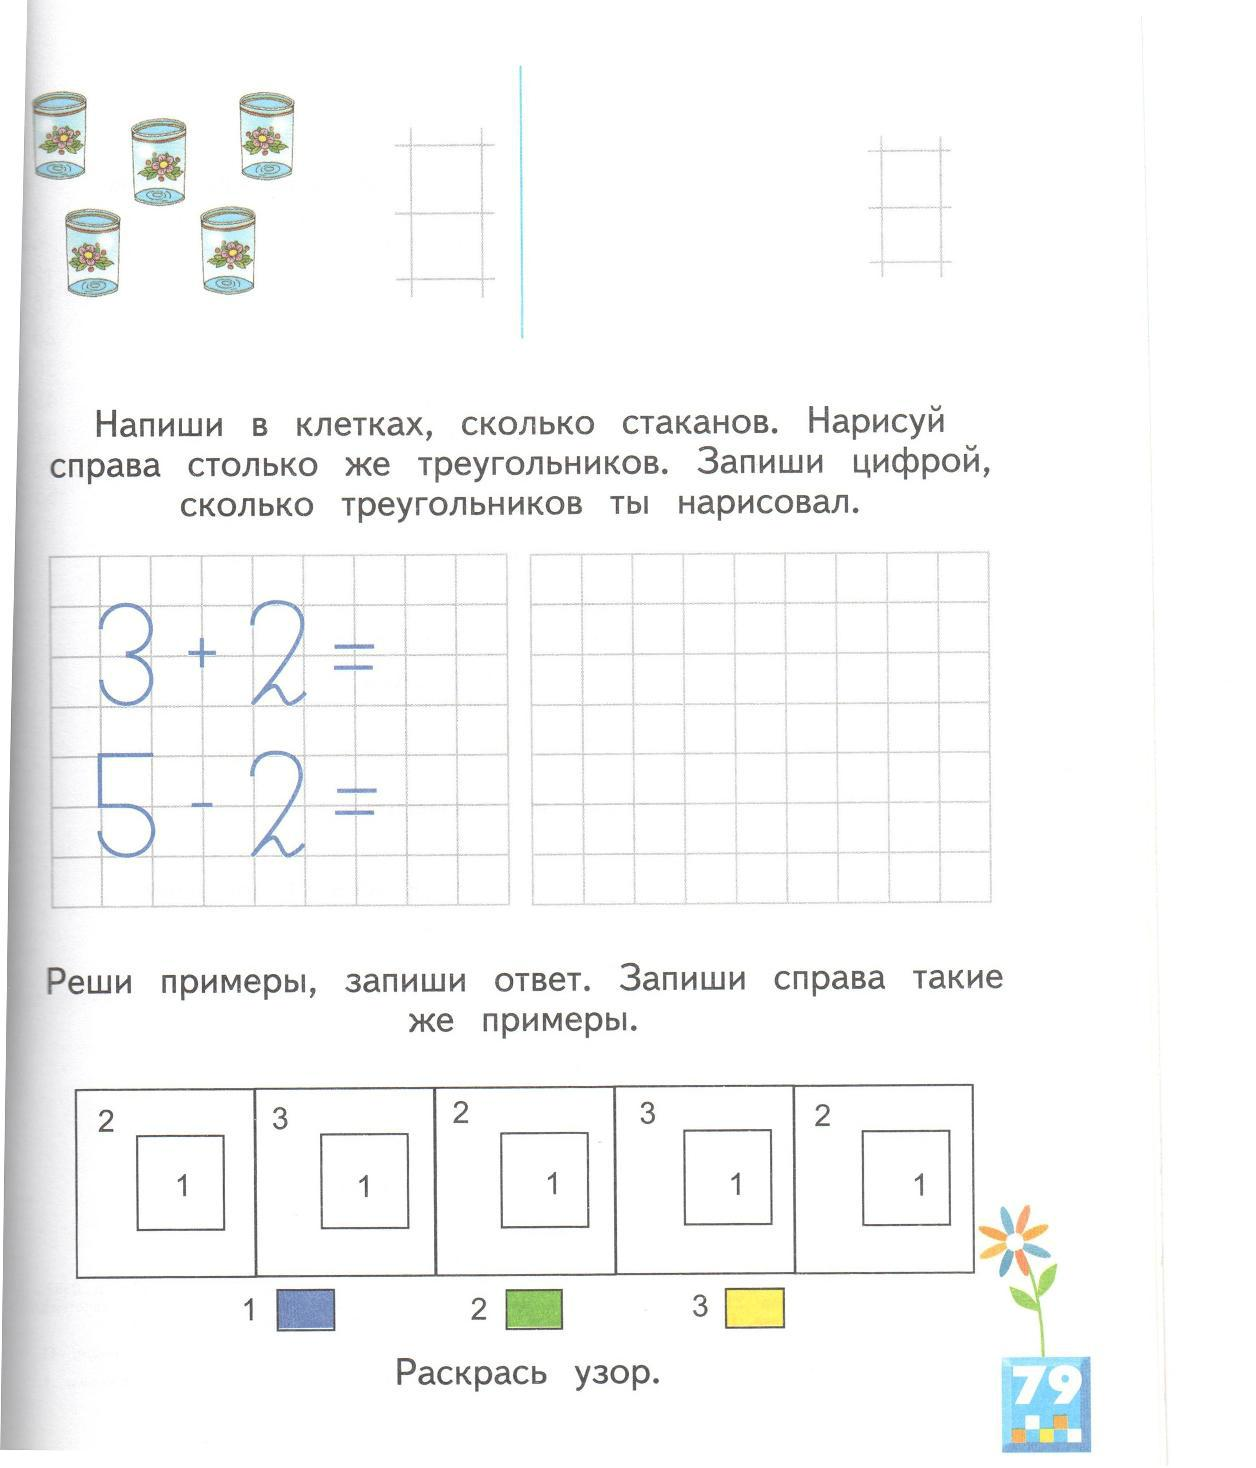 Напиши в клетках, сколько стаканов. Нарисуй
справа столько же треугольников. Запиши цифрой,
сколько треугольников ты нарисовал.
3 + 2 =
5 - 2 =
Реши примеры, запиши ответ. Запиши справа такие
же примеры.
2 3 2 3 2
1 1 1 1 1
1 2 3
Раскрась узор.
79